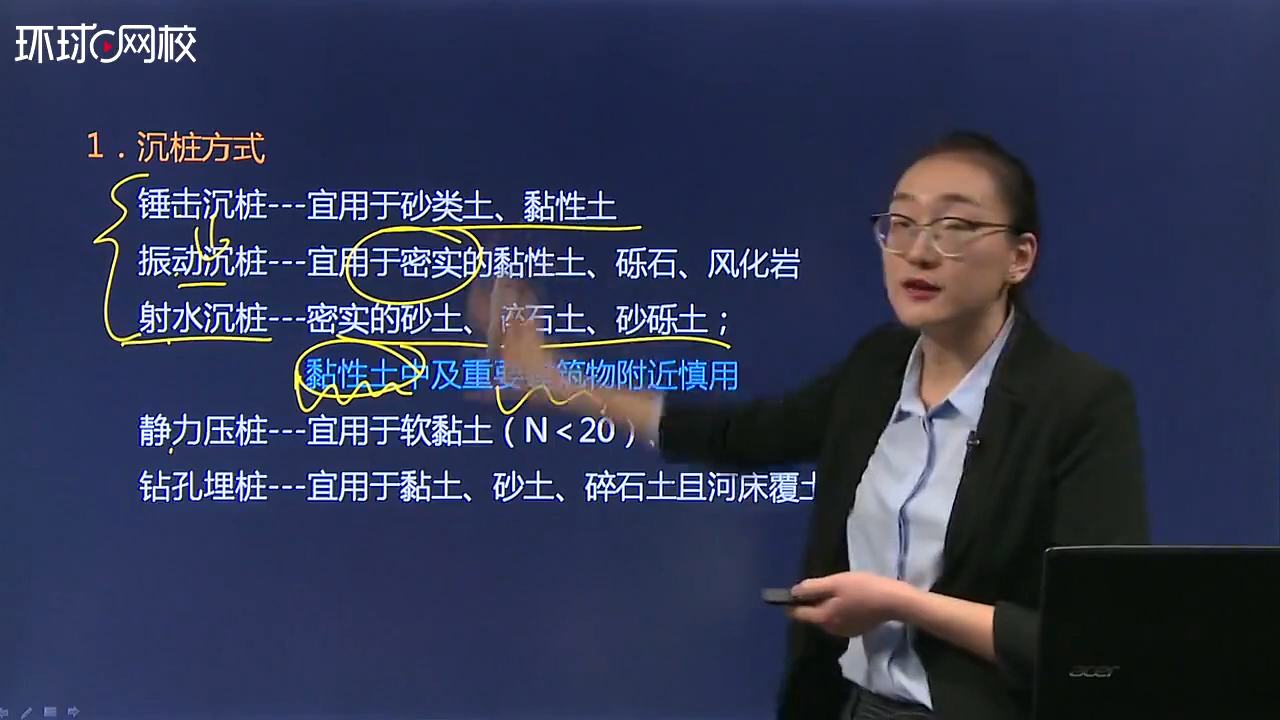 环球网校
1．沉桩方式
锤击沉桩---宜用于砂类土、黏性土
振动沉桩---宜用于密实的黏性土、砾石、风化岩
射水沉桩---密实的砂土、碎石土、砂砾土；
黏性土中及重要建筑物附近慎用
静力压桩---宜用于软黏土（N＜20）、
钻孔埋桩---宜用于黏土、砂土、碎石土且河床覆土
acer